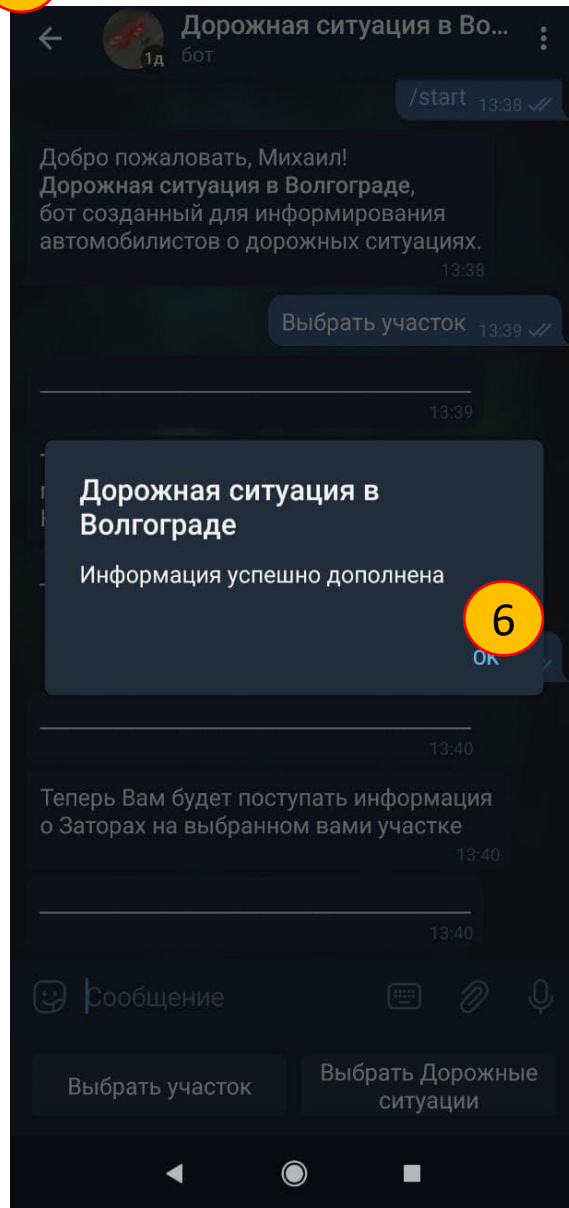 Дорожная ситуация в Во...
1д
бот
/start 13:38
Добро пожаловать, Михаил!
Дорожная ситуация в Волгограде,
бот созданный для информирования
автомобилистов о дорожных ситуациях.
13:38
Выбрать участок 13:39
13:39
Дорожная ситуация в
Волгограде
Информация успешно дополнена
6
ОК
13:40
Теперь Вам будет поступать информация
о Заторах на выбранном вами участке
13:40
13:40
Сообщение
Выбрать участок
Выбрать Дорожные
ситуации